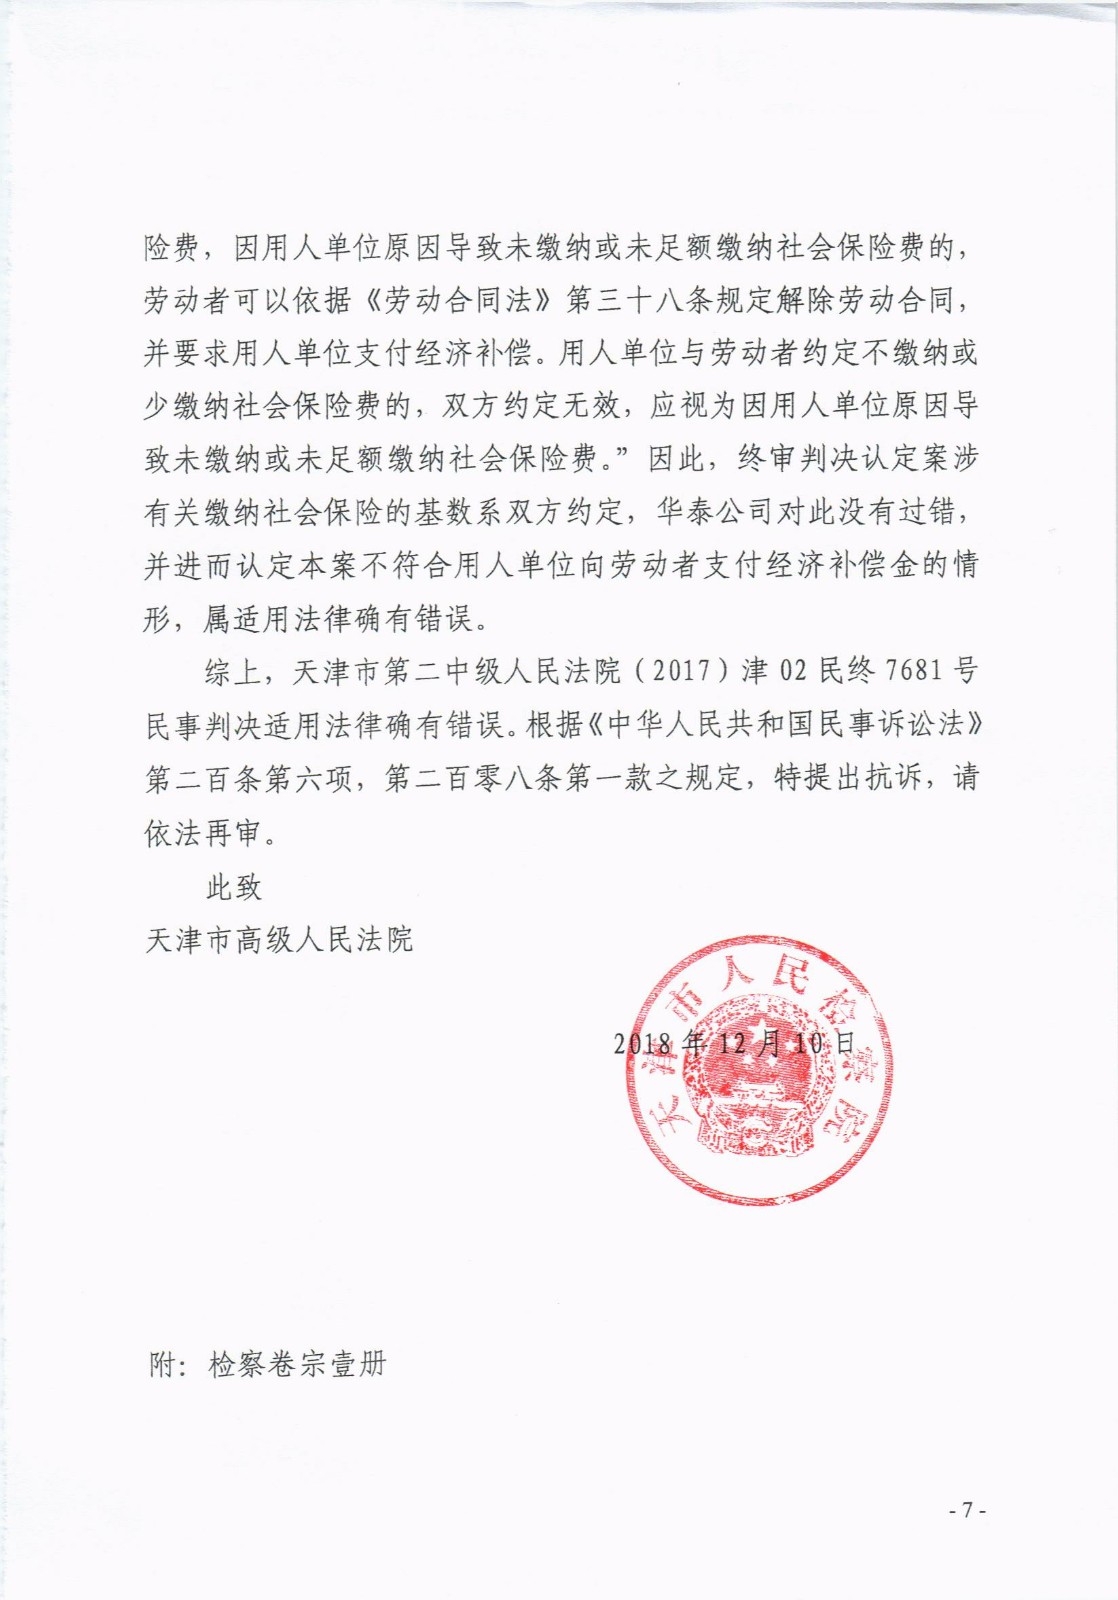 险费，因用人单位原因导致未缴纳或未足额缴纳社会保险费的，
劳动者可以依据《劳动合同法》第三十八条规定解除劳动合同，
并要求用人单位支付经济补偿。用人单位与劳动者约定不缴纳或
少缴纳社会保险费的，双方约定无效，应视为因用人单位原因导
致未缴纳或未足额缴纳社会保险费。”因此，终审判决认定案涉
有关缴纳社会保险的基数系双方约定，华泰公司对此没有过错，
并进而认定本案不符合用人单位向劳动者支付经济补偿金的情
形，属适用法律确有错误。
综上，天津市第二中级人民法院（2017）津 02 民终 7681 号
民事判决适用法律确有错误。根据《中华人民共和国民事诉讼法》
第二百条第六项，第二百零八条第一款之规定，特提出抗诉，请
依法再审。
此致
天津市高级人民法院
天津市人民检察院
2018 年 12 月 10 日
附：检察卷宗壹册
- 7 -